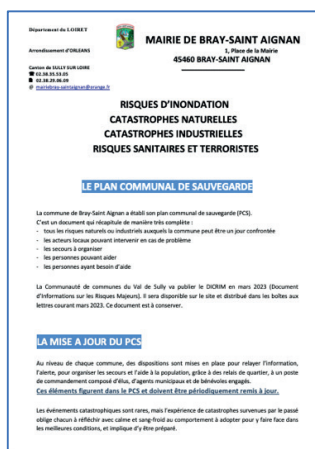 Département du LOIRET
MAIRIE DE BRAY-SAINT AIGNAN
Arrondissement d'ORLEANS
1, Place de la Mairie
45460 BRAY-SAINT AIGNAN
Canton de SULLY SUR LOIRE
☎ 02.38.35.53.05
02.38.29.06.09
@ mairiebray-saintaignan@orange.fr
RISQUES D'INONDATION
CATASTROPHES NATURELLES
CATASTROPHES INDUSTRIELLES
RISQUES SANITAIRES ET TERRORISTES
LE PLAN COMMUNAL DE SAUVEGARDE
La commune de Bray-Saint Aignan a établi son plan communal de sauvegarde (PCS).
C'est un document qui récapitule de manière très complète :
- tous les risques naturels ou industriels auxquels la commune peut être un jour confrontée
- les acteurs locaux pouvant intervenir en cas de problème
- les secours à organiser
- les personnes pouvant aider
- les personnes ayant besoin d'aide
La Communauté de communes du Val de Sully va publier le DICRIM en mars 2023 (Document
d'Informations sur les Risques Majeurs). Il sera disponible sur le site et distribué dans les boîtes aux
lettres courant mars 2023. Ce document est à conserver.
LA MISE A JOUR DU PCS
Au niveau de chaque commune, des dispositions sont mises en place pour relayer l'information,
l'alerte, pour organiser les secours et l'aide à la population, grâce à des relais de quartier, à un poste
de commandement composé d'élus, d'agents municipaux et de bénévoles engagés.
Ces éléments figurent dans le PCS et doivent être périodiquement remis à jour.
Les événements catastrophiques sont rares, mais l'expérience de catastrophes survenues par le passé
oblige chacun à réfléchir avec calme et sang-froid au comportement à adopter pour y faire face dans
les meilleures conditions, et implique d'y être préparé.